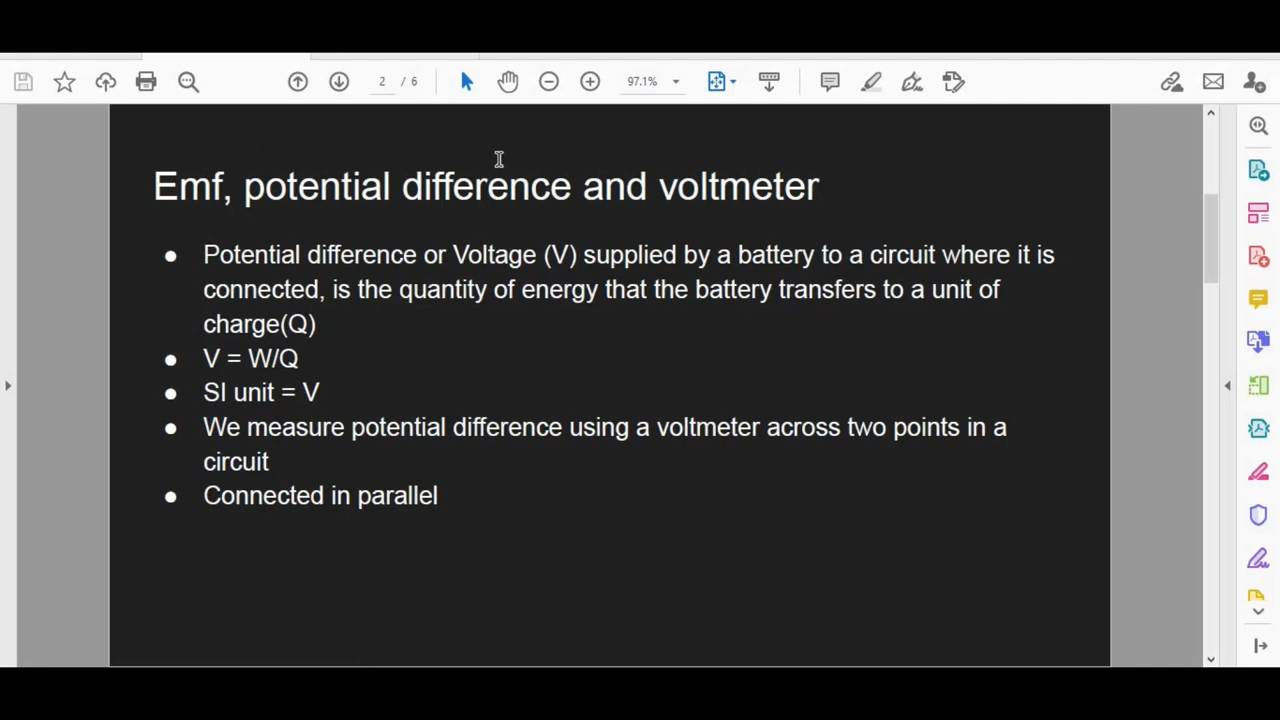 2 / 6
97.1%
Emf, potential difference and voltmeter
● Potential difference or Voltage (V) supplied by a battery to a circuit where it is
connected, is the quantity of energy that the battery transfers to a unit of
charge(Q)
● V = W/Q
● SI unit = V
● We measure potential difference using a voltmeter across two points in a
circuit
● Connected in parallel